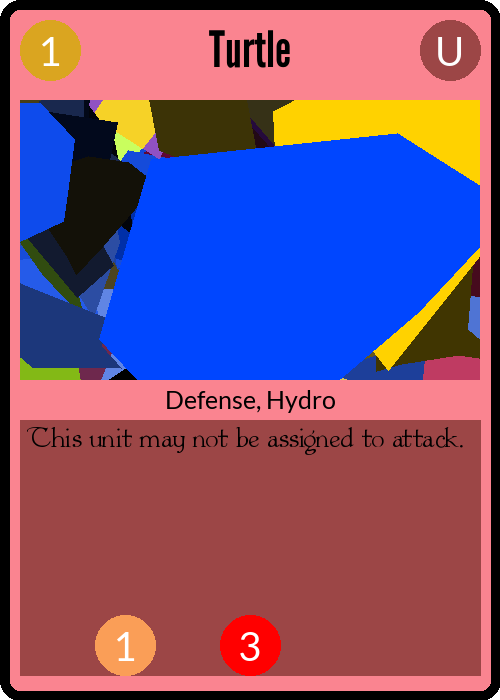 1 Turtle U
Defense, Hydro
This unit may not be assigned to attack.
1 3